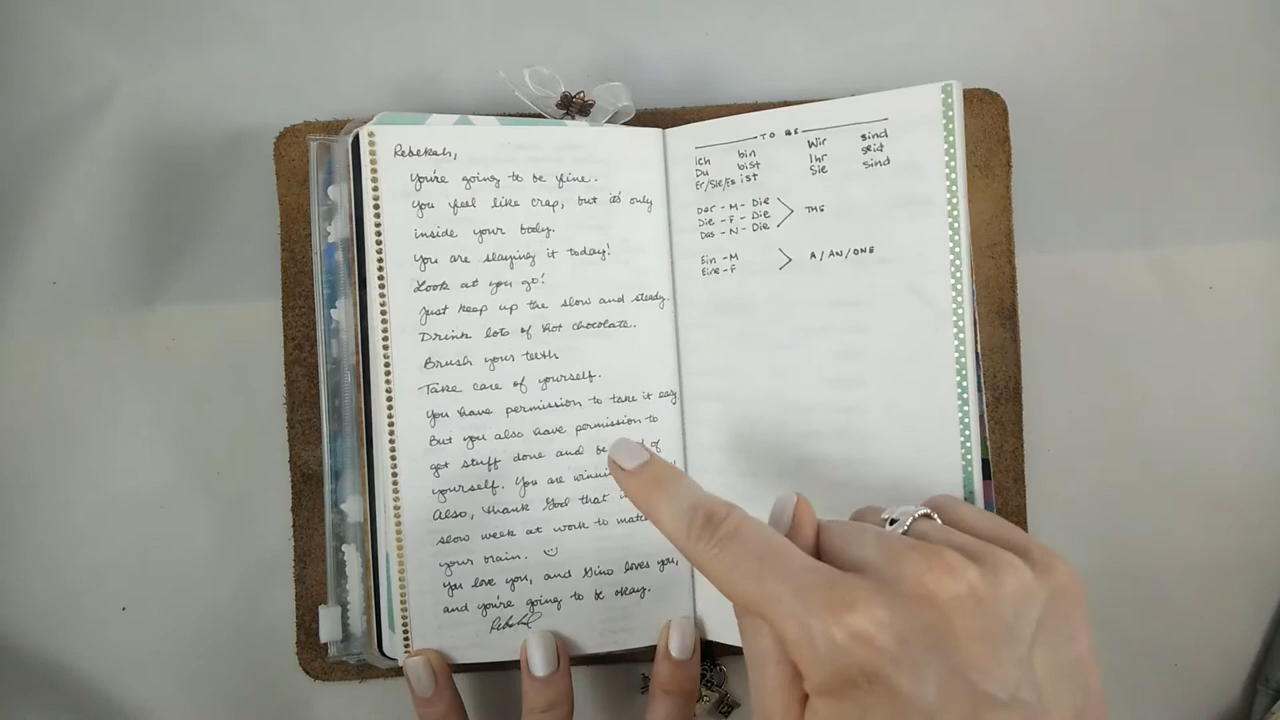 Rebekah,
You're going to be fine.
You feel like crap, but it's only
inside your body.
You are slaying it today!
Look at you go!
Just keep up the slow and steady.
Drink lots of hot chocolate.
Brush your teeth
Take care of yourself.
You have permission to take it easy.
But you also have permission to
get stuff done and be of
yourself. You are
Also, thank God that
slow week at work to
your brain.
You love you, and Gino loves you,
and you're going to be okay.
TO BE
Ich bin Wir sind
Du bist Ihr seid
Er/Sie/Es ist Sie sind
Der - M - Die
Die - F - Die > THE
Das - N - Die
Ein - M > A/AN/ONE
Eine - F